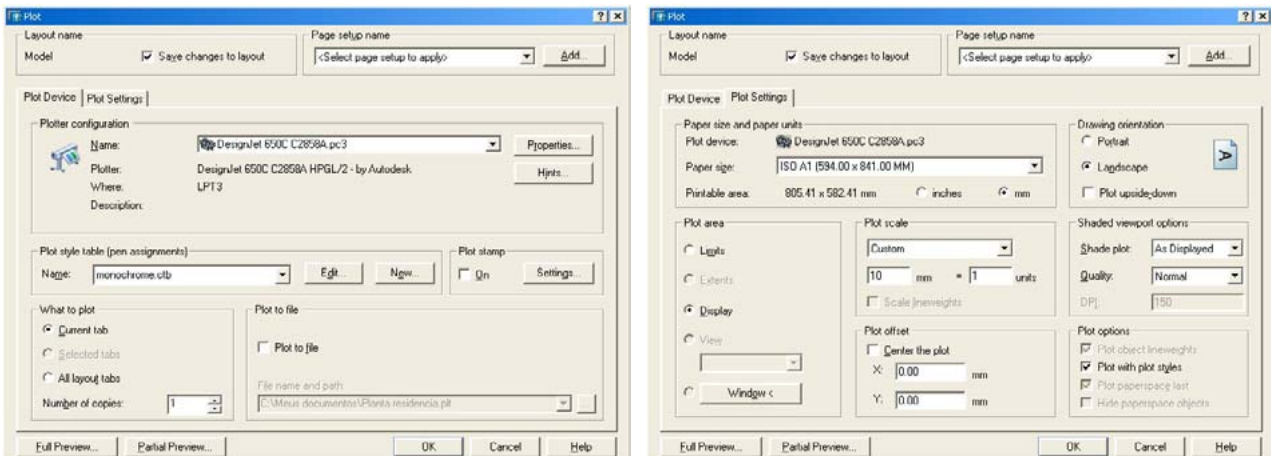 Plot
Layout name
Model
Save changes to layout
Page setup name
<Select page setup to apply>
Add...
Plot Device
Plot Settings
Plotter configuration
Name:
DesignJet 650C C2858A.pc3
Properties...
Plotter:
DesignJet 650C C2858A HPGL/2 - by Autodesk
Hints...
Where:
LPT3
Description:
Plot style table (pen assignments)
Name:
monochrome.ctb
Edit...
New...
Plot stamp
On
Settings...
What to plot
Current tab
Selected tabs
All layout tabs
Number of copies:
1
Plot to file
Plot to file
File name and path:
C:\Meus documentos\Planta residencia.plt
Full Preview...
Partial Preview...
OK
Cancel
Help
Plot
Layout name
Model
Save changes to layout
Page setup name
<Select page setup to apply>
Add...
Plot Device
Plot Settings
Paper size and paper units
Plot device:
DesignJet 650C C2858A.pc3
Paper size:
ISO A1 (594.00 x 841.00 MM)
Printable area:
805.41 x 582.41 mm
inches
mm
Drawing orientation
Portrait
Landscape
Plot upside-down
A
Plot area
Limits
Extents
Display
View
Window <
Plot scale
Custom
10 mm = 1 units
Scale lineweights
Plot offset
Center the plot
X: 0.00 mm
Y: 0.00 mm
Shaded viewport options
Shade plot: As Displayed
Quality: Normal
DPI: 150
Plot options
Plot object lineweights
Plot with plot styles
Plot paperspace last
Hide paperspace objects
Full Preview...
Partial Preview...
OK
Cancel
Help